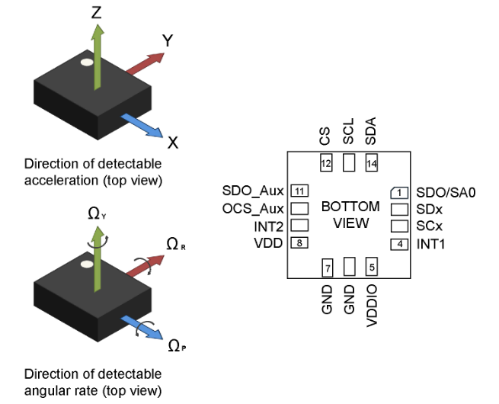 Z
Y
X
Direction of detectable
acceleration (top view)
Ω Y
Ω R
Ω P
Direction of detectable
angular rate (top view)
CS
SCL
SDA
12
14
SDO_Aux 11
OCS_Aux
INT2
VDD 8
BOTTOM
VIEW
1 SDO/SA0
SDx
SCx
4 INT1
7
5
GND
GND
VDDIO